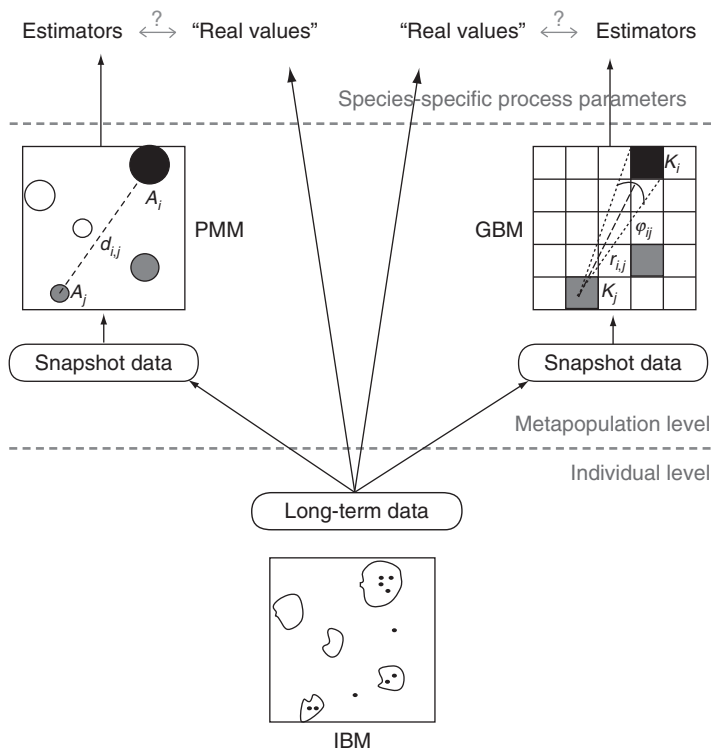 ? ?
Estimators “Real values” “Real values” Estimators
Species-specific process parameters
A_i K_i
PMM GBM φ_ij
d_i,j
r_i,j
A_j K_j
Snapshot data Snapshot data
Metapopulation level
Individual level
Long-term data
IBM